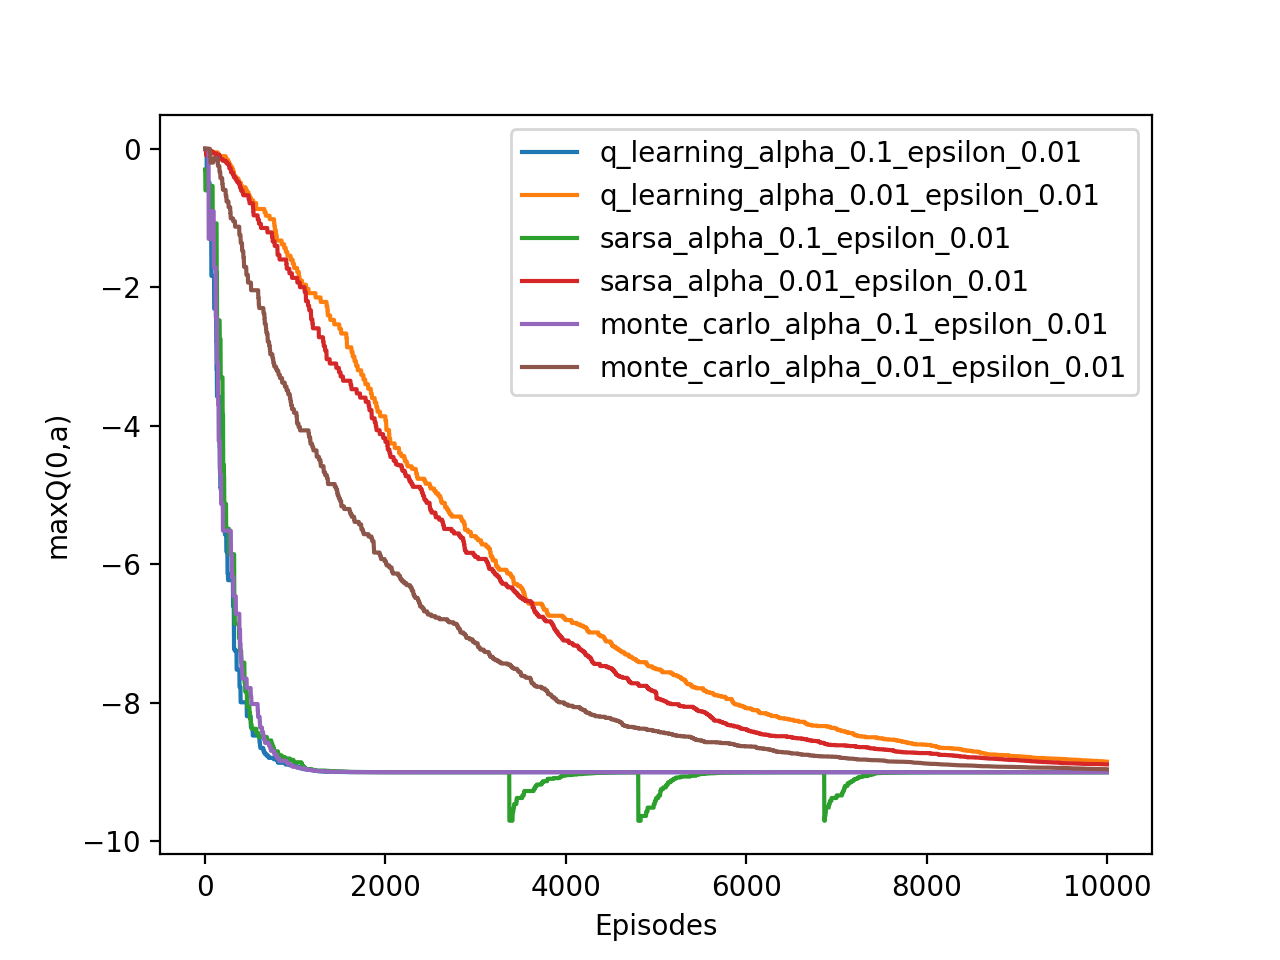 q_learning_alpha_0.1_epsilon_0.01
q_learning_alpha_0.01_epsilon_0.01
sarsa_alpha_0.1_epsilon_0.01
sarsa_alpha_0.01_epsilon_0.01
monte_carlo_alpha_0.1_epsilon_0.01
monte_carlo_alpha_0.01_epsilon_0.01
maxQ(0,a)
0
−2
−4
−6
−8
−10
0 2000 4000 6000 8000 10000
Episodes